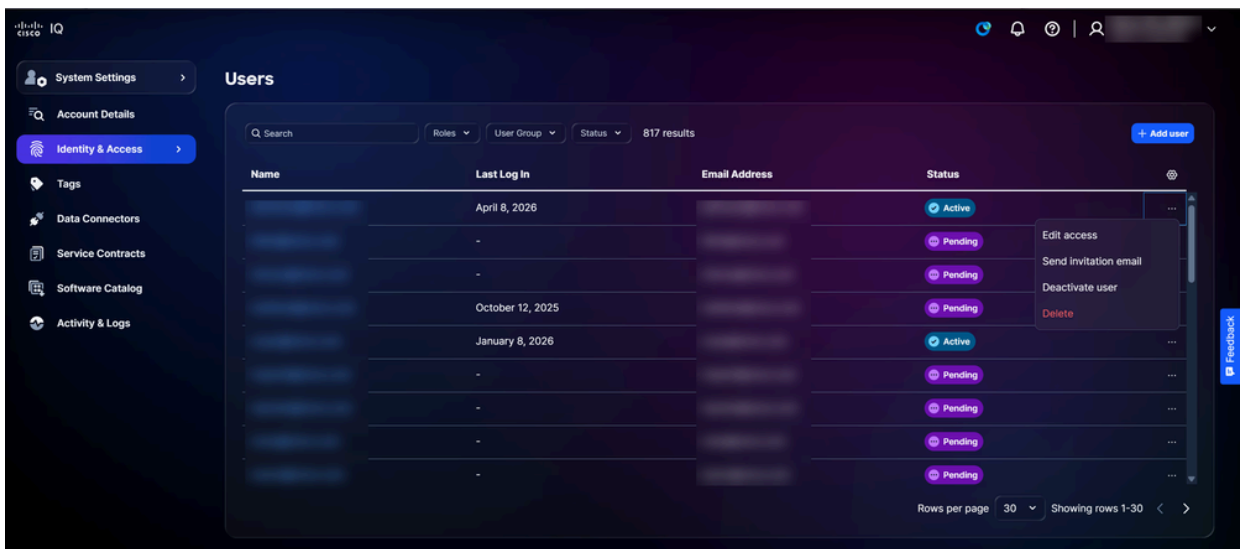 cisco IQ
System Settings
Account Details
Identity & Access
Tags
Data Connectors
Service Contracts
Software Catalog
Activity & Logs
Users
Search Roles User Group Status 817 results + Add user
Name Last Log In Email Address Status
April 8, 2026 Active ...
- Pending
- Pending
October 12, 2025 Pending
January 8, 2026 Active ...
- Pending ...
- Pending ...
- Pending ...
- Pending ...
Edit access
Send invitation email
Deactivate user
Delete
Feedback
Rows per page 30 Showing rows 1-30